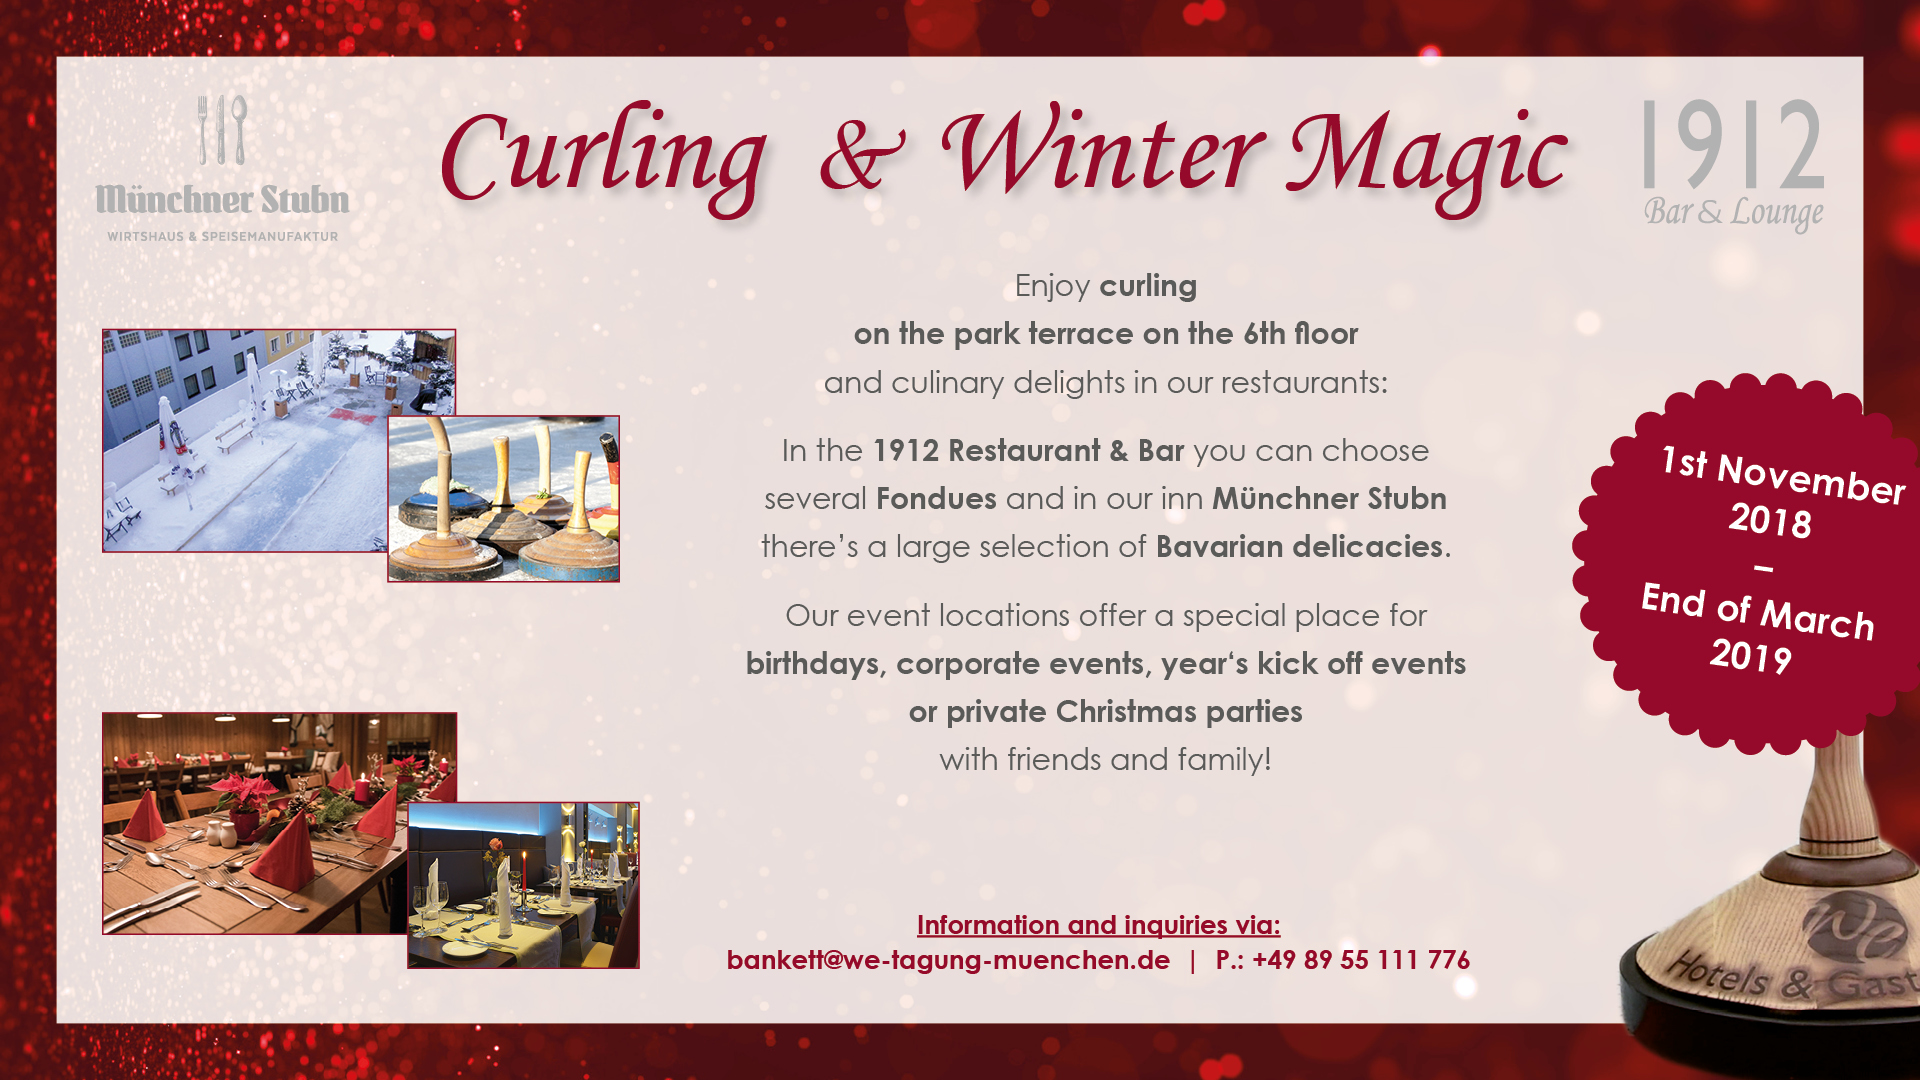 Münchner Stubn
WIRTSHAUS & SPEISEMANUFAKTUR
Curling & Winter Magic
1912
Bar & Lounge
Enjoy curling
on the park terrace on the 6th floor
and culinary delights in our restaurants:
In the 1912 Restaurant & Bar you can choose
several Fondues and in our inn Münchner Stubn
there’s a large selection of Bavarian delicacies.
Our event locations offer a special place for
birthdays, corporate events, year‘s kick off events
or private Christmas parties
with friends and family!
1st November
2018
–
End of March
2019
Information and inquiries via:
bankett@we-tagung-muenchen.de | P.: +49 89 55 111 776
We
Hotels & Gast